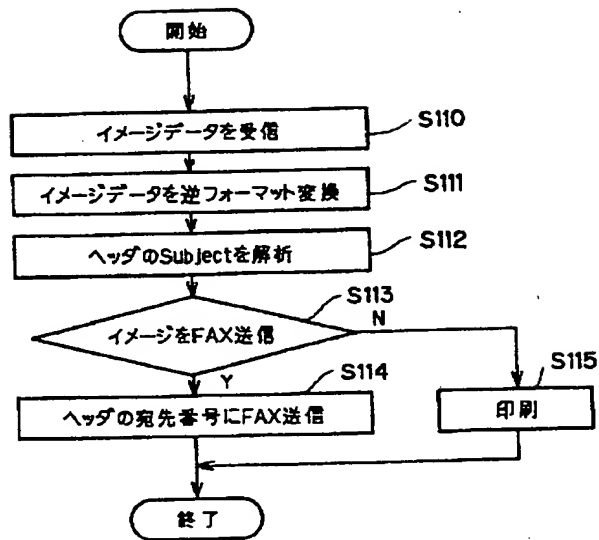 開始
イメージデータを受信
S110
イメージデータを逆フォーマット変換
S111
ヘッダのSubjectを解析
S112
イメージをFAX送信
S113
N
Y
ヘッダの宛先番号にFAX送信
S114
印刷
S115
終了